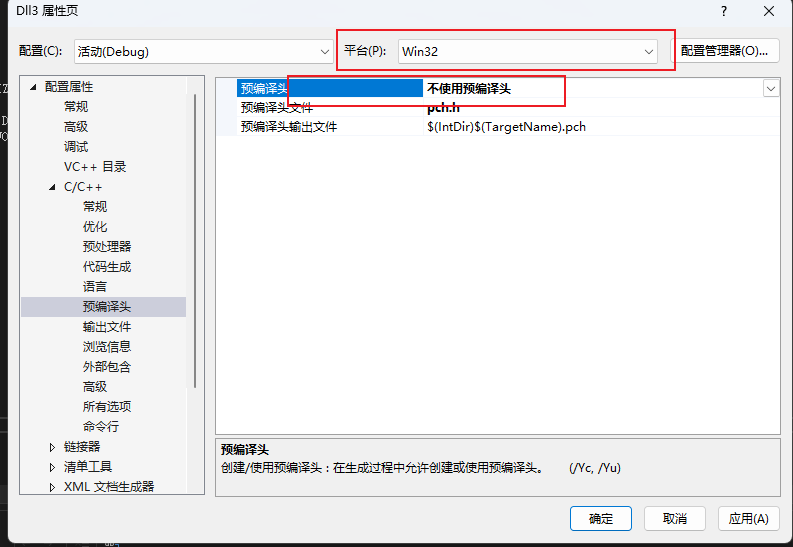 Dll3 属性页
?
配置(C):
活动(Debug)
平台(P):
Win32
配置管理器(O)...
配置属性
常规
高级
调试
VC++ 目录
C/C++
常规
优化
预处理器
代码生成
语言
预编译头
输出文件
浏览信息
外部包含
高级
所有选项
命令行
链接器
清单工具
XML 文档生成器
预编译头
不使用预编译头
预编译头文件
pch.h
预编译头输出文件
$(IntDir)$(TargetName).pch
预编译头
创建/使用预编译头 : 在生成过程中允许创建或使用预编译头。 (/Yc, /Yu)
确定
取消
应用(A)